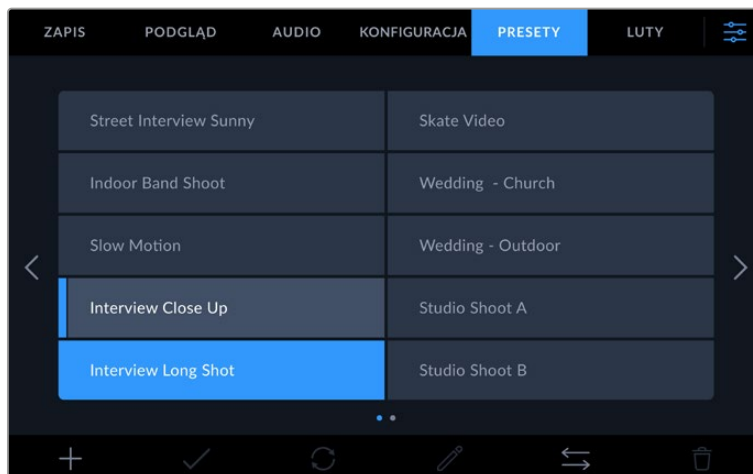 ZAPIS PODGLĄD AUDIO KONFIGURACJA PRESETY LUTY
Street Interview Sunny
Skate Video
Indoor Band Shoot
Wedding - Church
Slow Motion
Wedding - Outdoor
Interview Close Up
Studio Shoot A
Interview Long Shot
Studio Shoot B